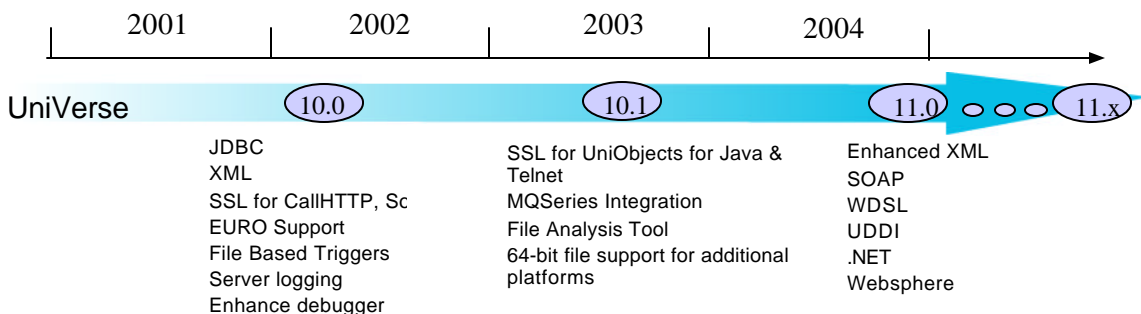 2001 2002 2003 2004
UniVerse 10.0 10.1 11.0 11.x
JDBC
XML
SSL for CallHTTP, Sc
EURO Support
File Based Triggers
Server logging
Enhance debugger
SSL for UniObjects for Java &
Telnet
MQSeries Integration
File Analysis Tool
64-bit file support for additional
platforms
Enhanced XML
SOAP
WDSL
UDDI
.NET
Websphere